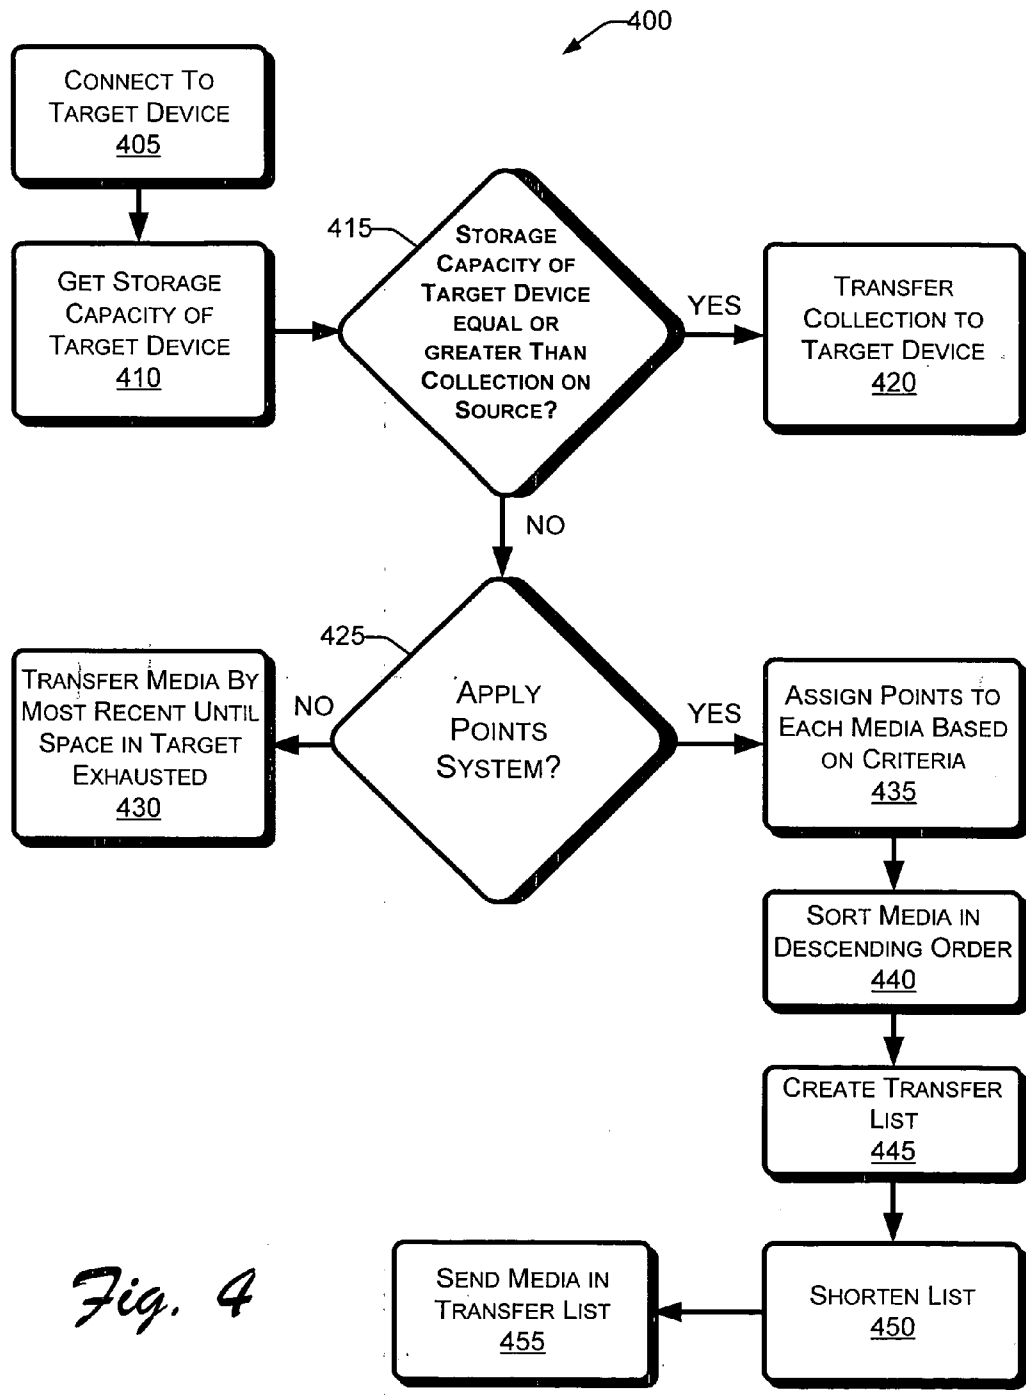 400
CONNECT TO
TARGET DEVICE
405
GET STORAGE
CAPACITY OF
TARGET DEVICE
410
415
STORAGE
CAPACITY OF
TARGET DEVICE
EQUAL OR
GREATER THAN
COLLECTION ON
SOURCE?
YES
TRANSFER
COLLECTION TO
TARGET DEVICE
420
NO
425
APPLY
POINTS
SYSTEM?
NO
TRANSFER MEDIA BY
MOST RECENT UNTIL
SPACE IN TARGET
EXHAUSTED
430
YES
ASSIGN POINTS TO
EACH MEDIA BASED
ON CRITERIA
435
SORT MEDIA IN
DESCENDING ORDER
440
CREATE TRANSFER
LIST
445
SHORTEN LIST
450
SEND MEDIA IN
TRANSFER LIST
455
Fig. 4